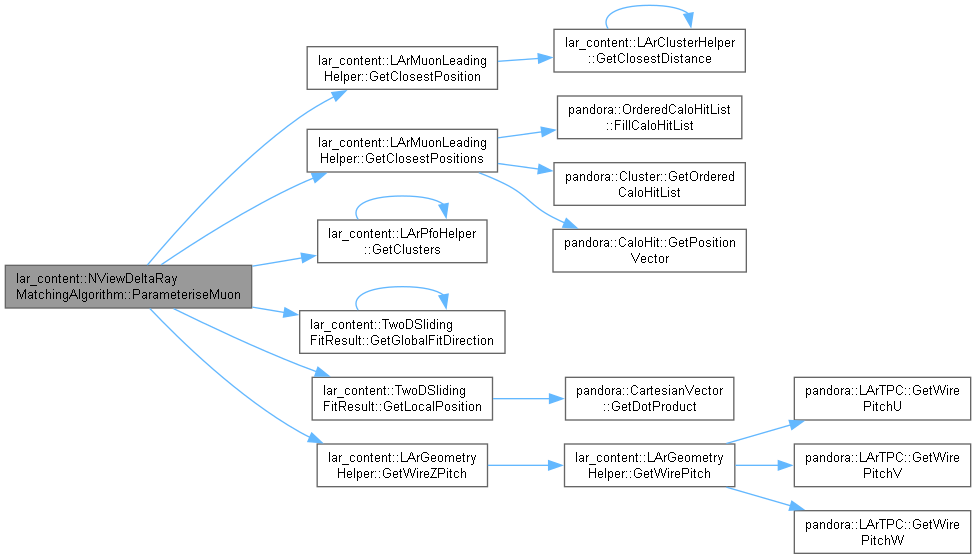 lar_content::NViewDeltaRay
MatchingAlgorithm::ParameteriseMuon
lar_content::LArMuonLeading
Helper::GetClosestPosition
lar_content::LArClusterHelper
::GetClosestDistance
lar_content::LArMuonLeading
Helper::GetClosestPositions
pandora::OrderedCaloHitList
::FillCaloHitList
pandora::Cluster::GetOrdered
CaloHitList
pandora::CaloHit::GetPosition
Vector
lar_content::LArPfoHelper
::GetClusters
lar_content::TwoDSliding
FitResult::GetGlobalFitDirection
lar_content::TwoDSliding
FitResult::GetLocalPosition
pandora::CartesianVector
::GetDotProduct
lar_content::LArGeometry
Helper::GetWireZPitch
lar_content::LArGeometry
Helper::GetWirePitch
pandora::LArTPC::GetWire
PitchU
pandora::LArTPC::GetWire
PitchV
pandora::LArTPC::GetWire
PitchW